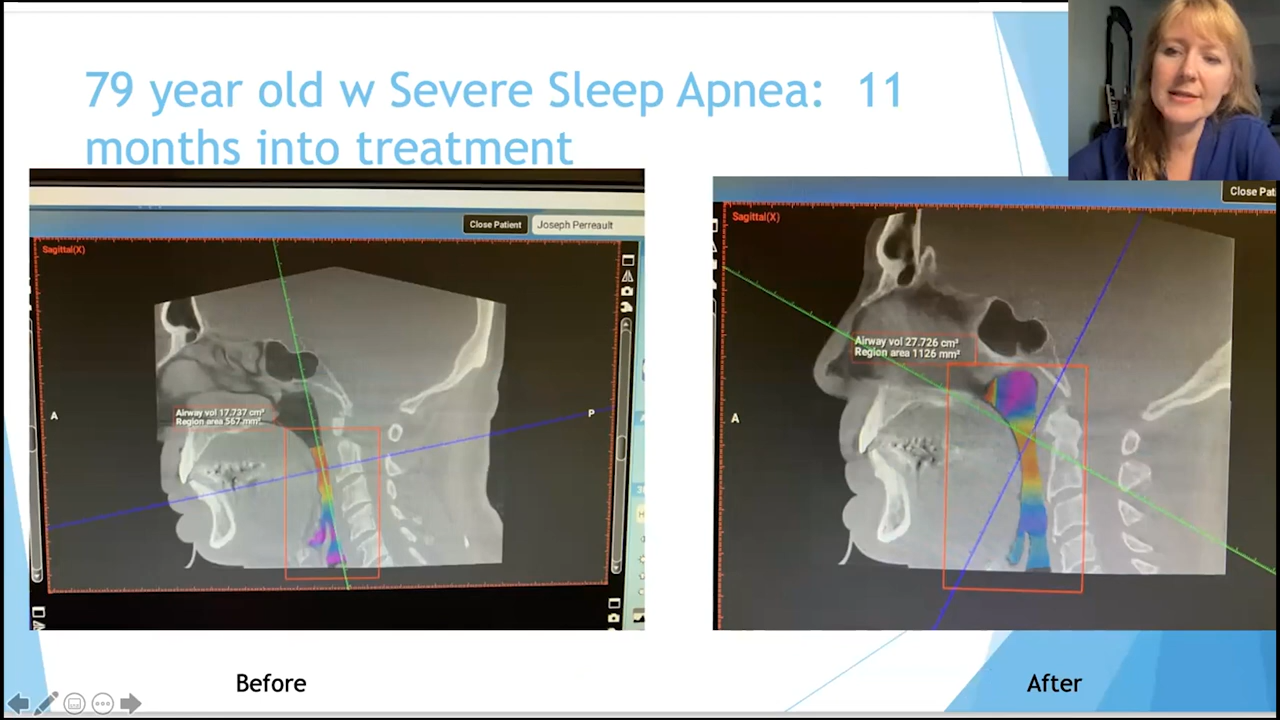 79 year old w Severe Sleep Apnea: 11
months into treatment
Close Patient
Joseph Perreault
Sagittal(X)
Airway vol 17.737 cm³
Region area 567 mm²
A
P
Before
Close Pat
Sagittal(X)
Airway vol 27.726 cm³
Region area 1126 mm²
A
After